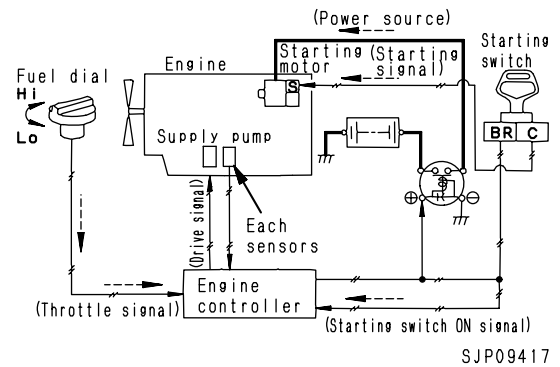 (Power source)
Starting
switch
Engine
Starting
motor
(Starting
signal)
Fuel dial
Hi
Lo
S
BR
C
Supply pump
(Drive signal)
Each
sensors
Engine
controller
(Throttle signal)
(Starting switch ON signal)
SJP09417